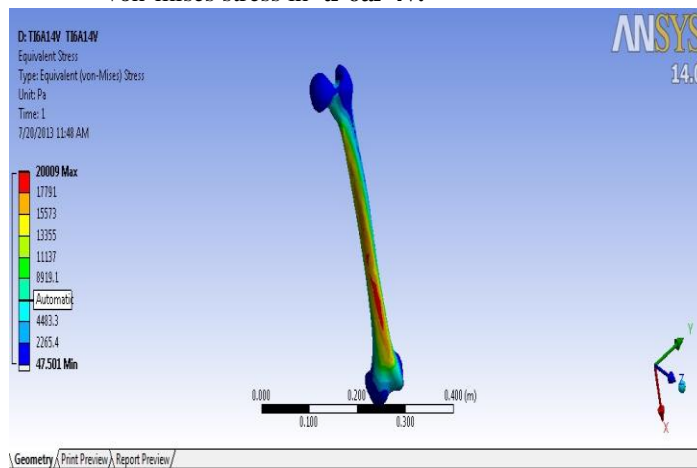 D: TI6A14V TI6A14V
Equivalent Stress
Type: Equivalent (von-Mises) Stress
Unit: Pa
Time: 1
7/20/2013 11:48 AM
ANSYS
14.0
20009 Max
17791
15573
13355
11137
8919.1
Automatic
4483.3
2265.4
47.501 Min
0.000 0.200 0.400 (m)
0.100 0.300
Y
Z
X
Geometry Print Preview Report Preview